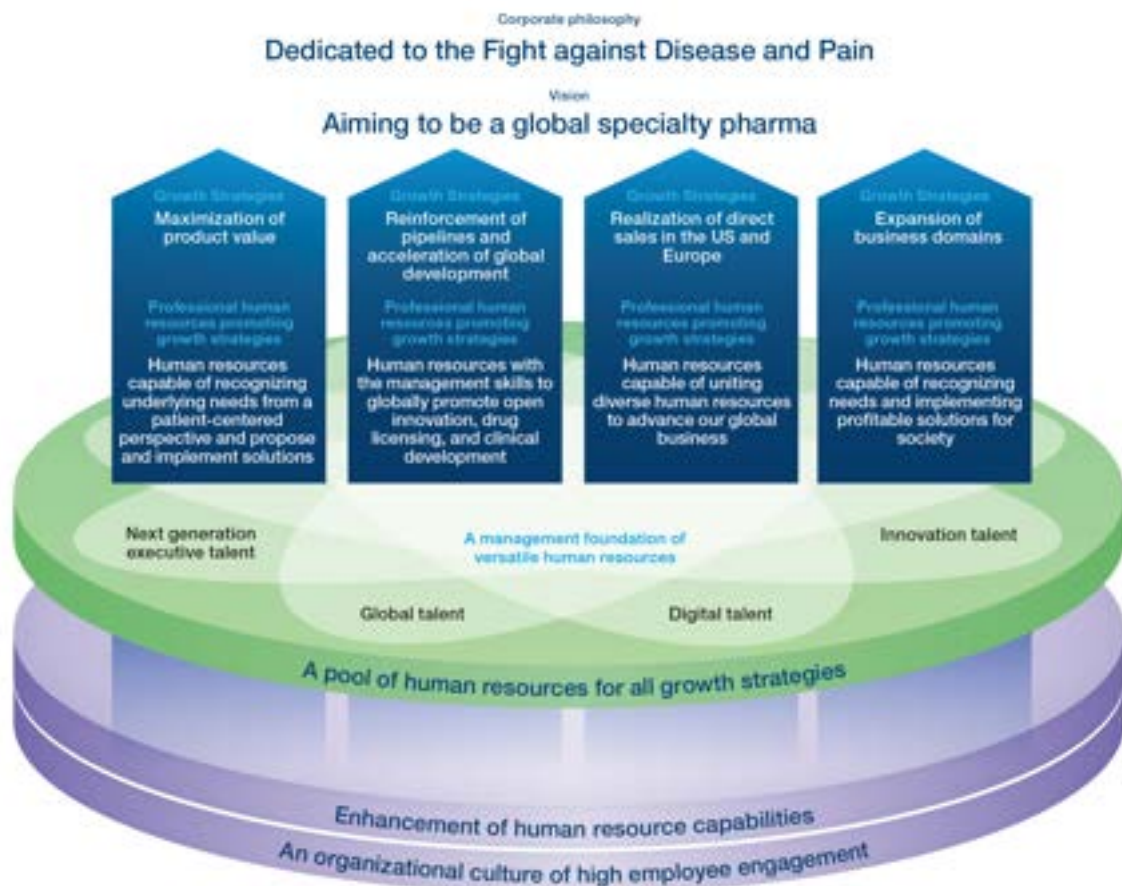 Corporate philosophy
Dedicated to the Fight against Disease and Pain
Vision
Aiming to be a global specialty pharma
Growth Strategies
Maximization of
product value
Professional human
resources promoting
growth strategies
Human resources
capable of recognizing
underlying needs from a
patient-centered
perspective and propose
and implement solutions
Growth Strategies
Reinforcement of
pipelines and
acceleration of global
development
Professional human
resources promoting
growth strategies
Human resources with
the management skills to
globally promote open
innovation, drug
licensing, and clinical
development
Growth Strategies
Realization of direct
sales in the US and
Europe
Professional human
resources promoting
growth strategies
Human resources
capable of uniting
diverse human resources
to advance our global
business
Growth Strategies
Expansion of
business domains
Professional human
resources promoting
growth strategies
Human resources
capable of recognizing
needs and implementing
profitable solutions for
society
Next generation
executive talent
A management foundation of
versatile human resources
Innovation talent
Global talent
Digital talent
A pool of human resources for all growth strategies
Enhancement of human resource capabilities
An organizational culture of high employee engagement